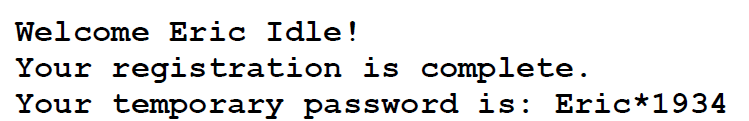 Welcome Eric Idle!
Your registration is complete.
Your temporary password is: Eric*1934